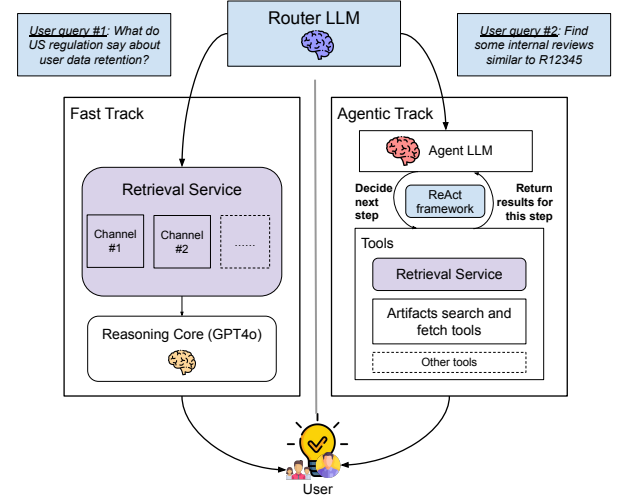 Router LLM
User query #1: What do
US regulation say about
user data retention?
User query #2: Find
some internal reviews
similar to R12345
Fast Track
Retrieval Service
Channel
#1
Channel
#2
......
Reasoning Core (GPT4o)
Agentic Track
Agent LLM
Decide
next
step
ReAct
framework
Return
results for
this step
Tools
Retrieval Service
Artifacts search and
fetch tools
Other tools
User